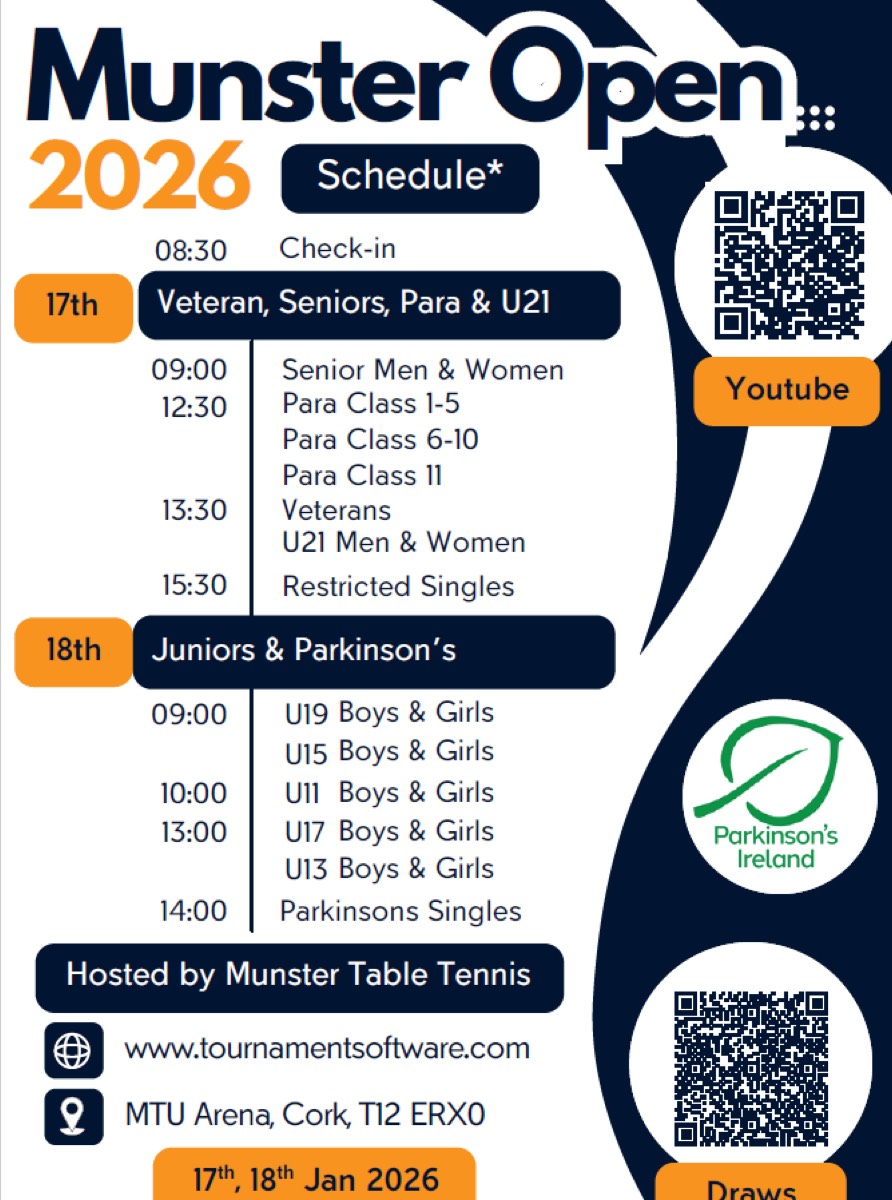 Munster Open
2026 Schedule*
08:30 Check-in
17th Veteran, Seniors, Para & U21
09:00 Senior Men & Women
12:30 Para Class 1-5
Para Class 6-10
Para Class 11
13:30 Veterans
U21 Men & Women
15:30 Restricted Singles
Youtube
18th Juniors & Parkinson's
09:00 U19 Boys & Girls
U15 Boys & Girls
10:00 U11 Boys & Girls
13:00 U17 Boys & Girls
U13 Boys & Girls
14:00 Parkinsons Singles
Parkinson's
Ireland
Hosted by Munster Table Tennis
www.tournamentsoftware.com
MTU Arena, Cork, T12 ERX0
17th, 18th Jan 2026
Draws